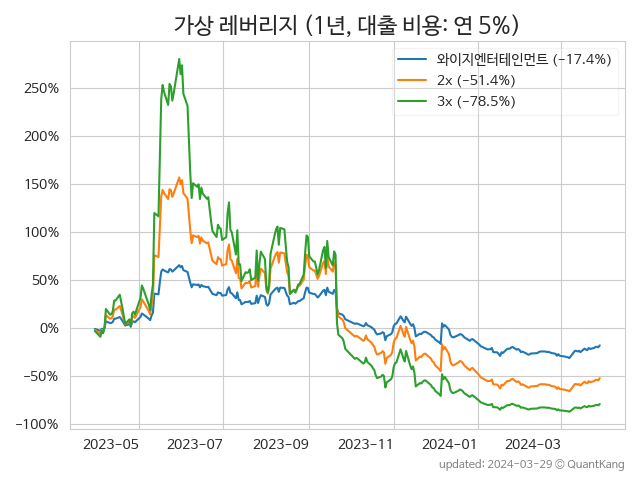 가상 레버리지 (1년, 대출 비용: 연 5%)
와이지엔터테인먼트 (−17.4%)
2x (−51.4%)
3x (−78.5%)
250%
200%
150%
100%
50%
0%
−50%
−100%
2023-05 2023-07 2023-09 2023-11 2024-01 2024-03
updated: 2024-03-29 © QuantKang